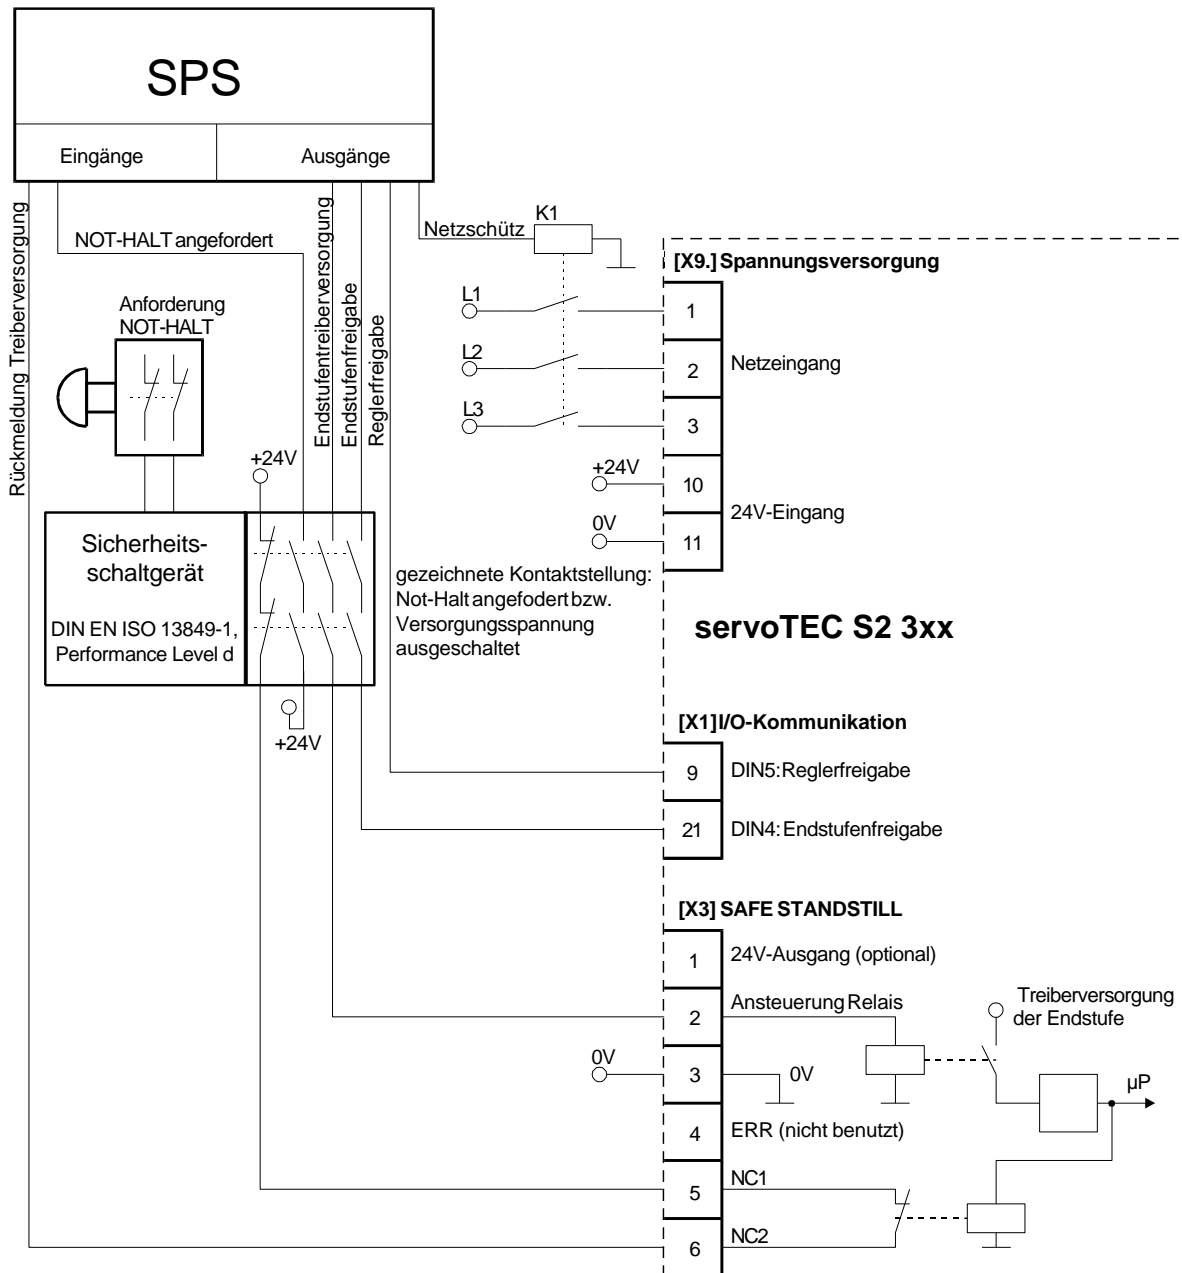 SPS
Eingänge
Ausgänge
Rückmeldung Treiberversorgung
NOT-HALT angefordert
Endstufentreiberversorgung
Endstufenfreigabe
Reglerfreigabe
Netzschütz
K1
[X9.] Spannungsversorgung
L1
1
L2
2
Netzeingang
L3
3
+24V
10
24V-Eingang
0V
11
Anforderung
NOT-HALT
+24V
Sicherheits-
schaltgerät
DIN EN ISO 13849-1,
Performance Level d
gezeichnete Kontaktstellung:
Not-Halt angefodert bzw.
Versorgungsspannung
ausgeschaltet
+24V
servoTEC S2 3xx
[X1] I/O-Kommunikation
9
DIN5: Reglerfreigabe
21
DIN4: Endstufenfreigabe
[X3] SAFE STANDSTILL
1
24V-Ausgang (optional)
2
Ansteuerung Relais
Treiberversorgung
der Endstufe
0V
3
0V
µP
4
ERR (nicht benutzt)
5
NC1
6
NC2